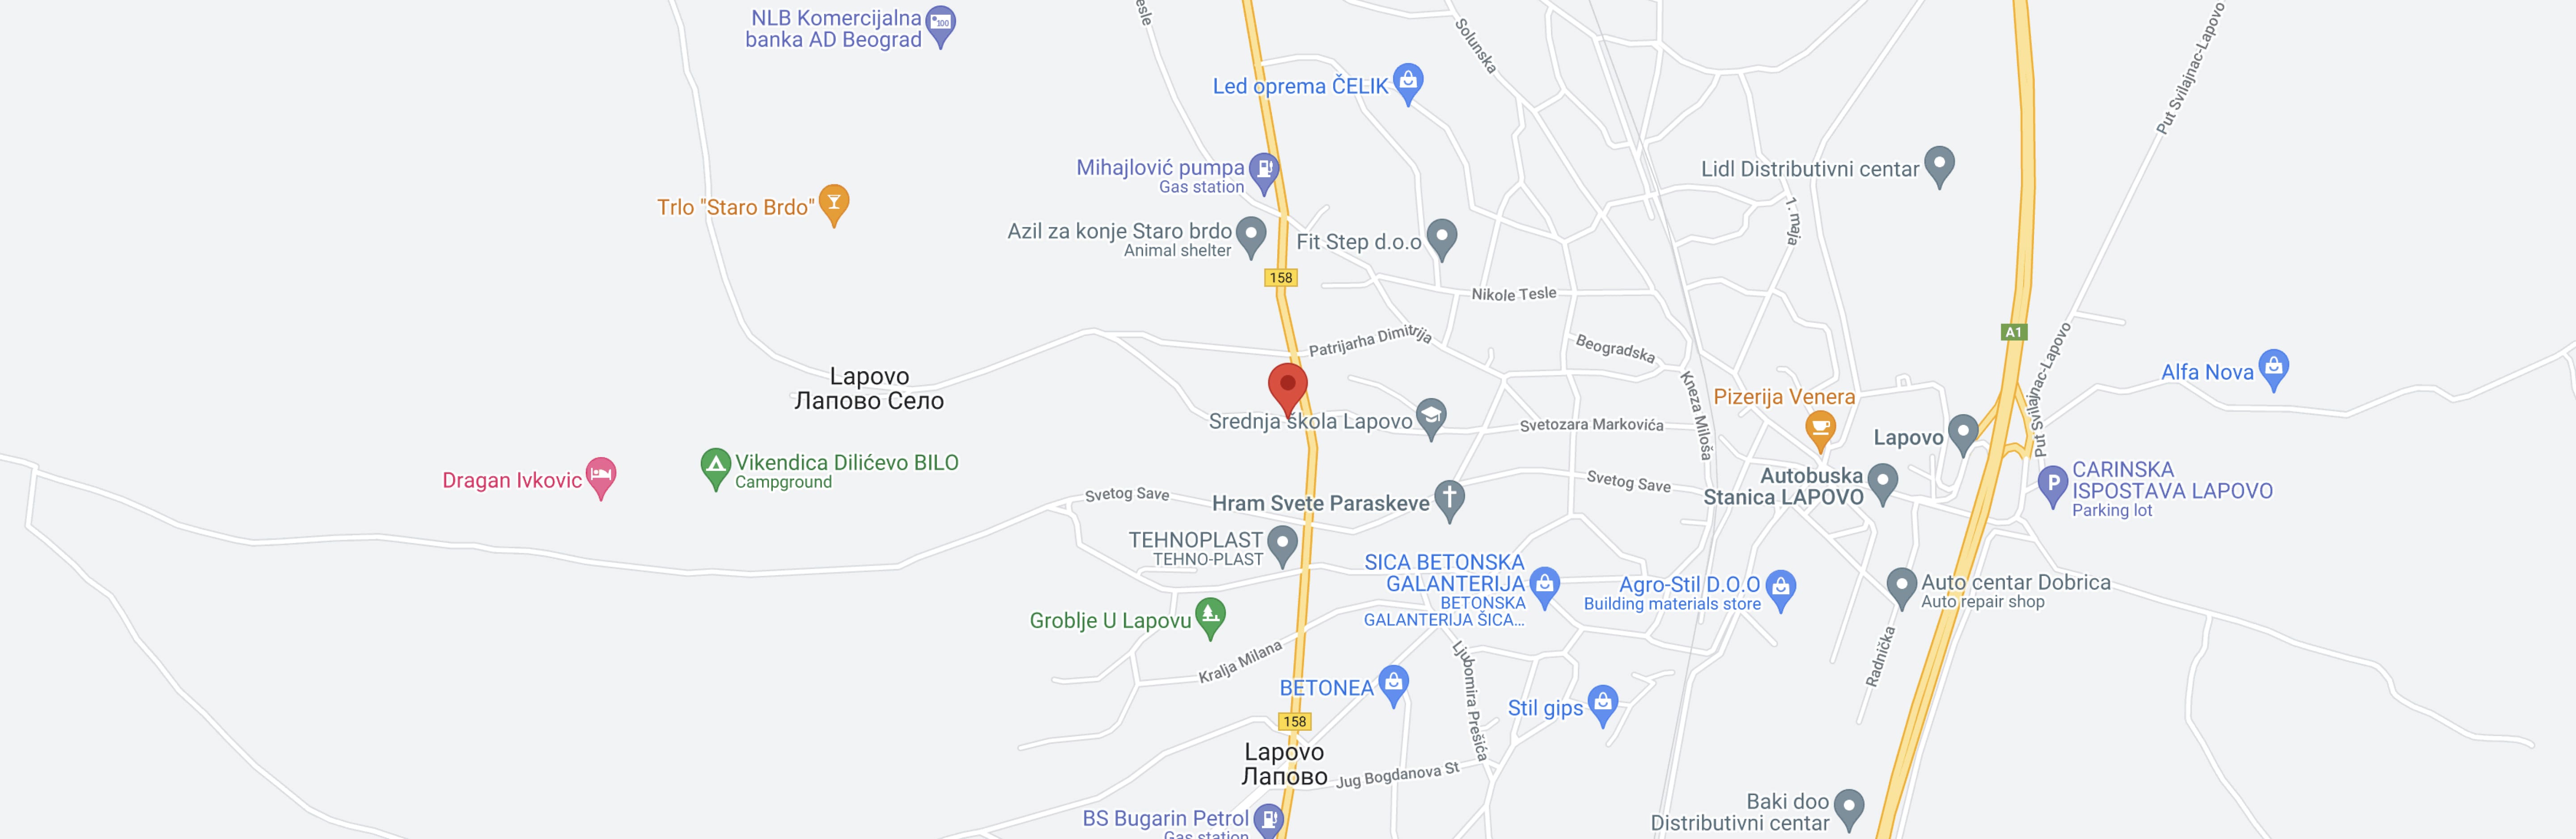 NLB Komercijalna
banka AD Beograd
esle
Solunska
Put Svilajnac-Lapovo
Led oprema ČELIK
Mihajlović pumpa
Gas station
Lidl Distributivni centar
Trlo "Staro Brdo"
1. maja
Azil za konje Staro brdo
Animal shelter
Fit Step d.o.o
158
Nikole Tesle
Patrijarha Dimitrija
Beogradska
A1
Put Svilajnac-Lapovo
Alfa Nova
Lapovo
Лапово Село
Kneza Miloša
Pizerija Venera
Srednja škola Lapovo
Svetozara Markovića
Lapovo
Dragan Ivkovic
Vikendica Dilićevo BILO
Campground
Autobuska
Stanica LAPOVO
CARINSKA
ISPOSTAVA LAPOVO
Parking lot
Svetog Save
Svetog Save
Hram Svete Paraskeve
TEHNOPLAST
TEHNO-PLAST
SICA BETONSKA
GALANTERIJA
BETONSKA
GALANTERIJA ŠICA...
Agro-Stil D.O.O
Building materials store
Auto centar Dobrica
Auto repair shop
Groblje U Lapovu
Kralja Milana
Ljubomira Prešića
Radnička
BETONEA
Stil gips
158
Lapovo
Лапово
Jug Bogdanova St
Baki doo
Distributivni centar
BS Bugarin Petrol
Gas station